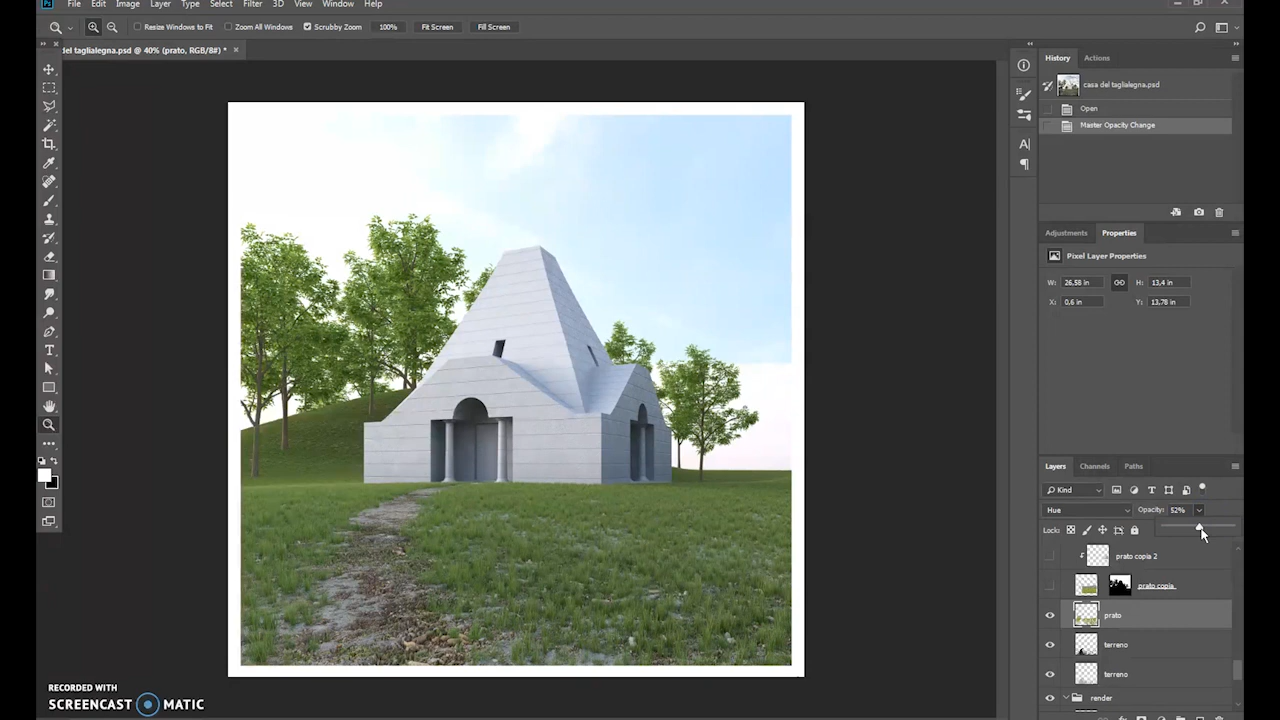 File Edit Image Layer Type Select Filter 3D View Window Help
Resize Windows to Fit Zoom All Windows Scrubby Zoom 100% Fit Screen Fill Screen
del taglialegna.psd @ 40% (prato, RGB/8#) * ×
History Actions
casa del taglialegna.psd
Open
Master Opacity Change
Adjustments Properties
Pixel Layer Properties
W: 26,58 in H: 13,4 in
X: 0,6 in Y: 13,78 in
Layers Channels Paths
Kind
Hue Opacity: 52%
Lock:
prato copia 2
prato copia
prato
terreno
terreno
render
RECORDED WITH
SCREENCAST MATIC